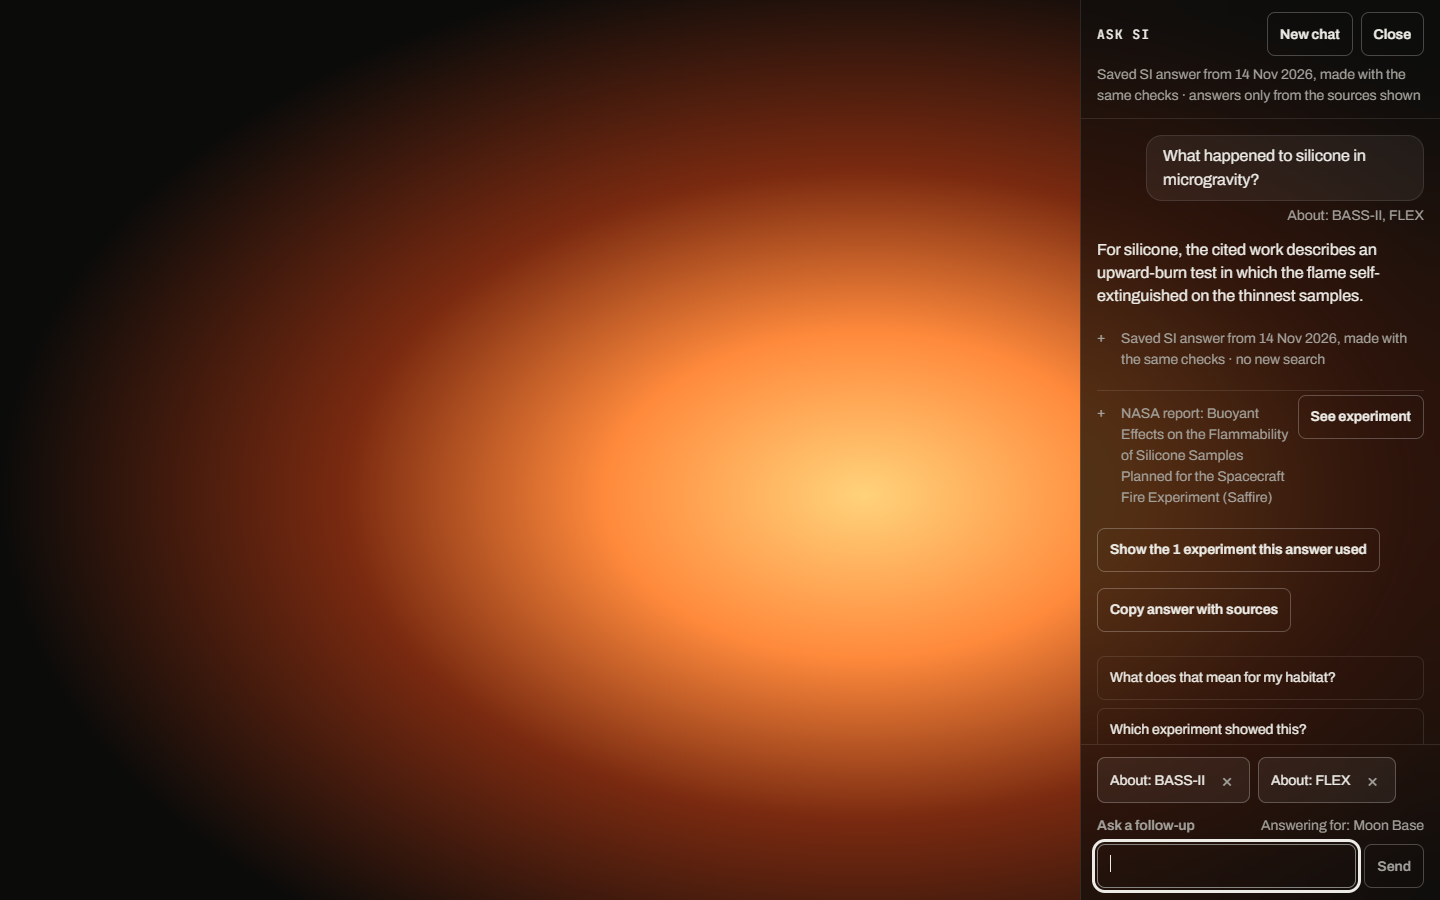 ASK SI
New chat
Close
Saved SI answer from 14 Nov 2026, made with the
same checks · answers only from the sources shown
What happened to silicone in
microgravity?
About: BASS-II, FLEX
For silicone, the cited work describes an
upward-burn test in which the flame self-
extinguished on the thinnest samples.
+ Saved SI answer from 14 Nov 2026, made with
the same checks · no new search
+ NASA report: Buoyant
Effects on the Flammability
of Silicone Samples
Planned for the Spacecraft
Fire Experiment (Saffire)
See experiment
Show the 1 experiment this answer used
Copy answer with sources
What does that mean for my habitat?
Which experiment showed this?
About: BASS-II ×
About: FLEX ×
Ask a follow-up
Answering for: Moon Base
Send